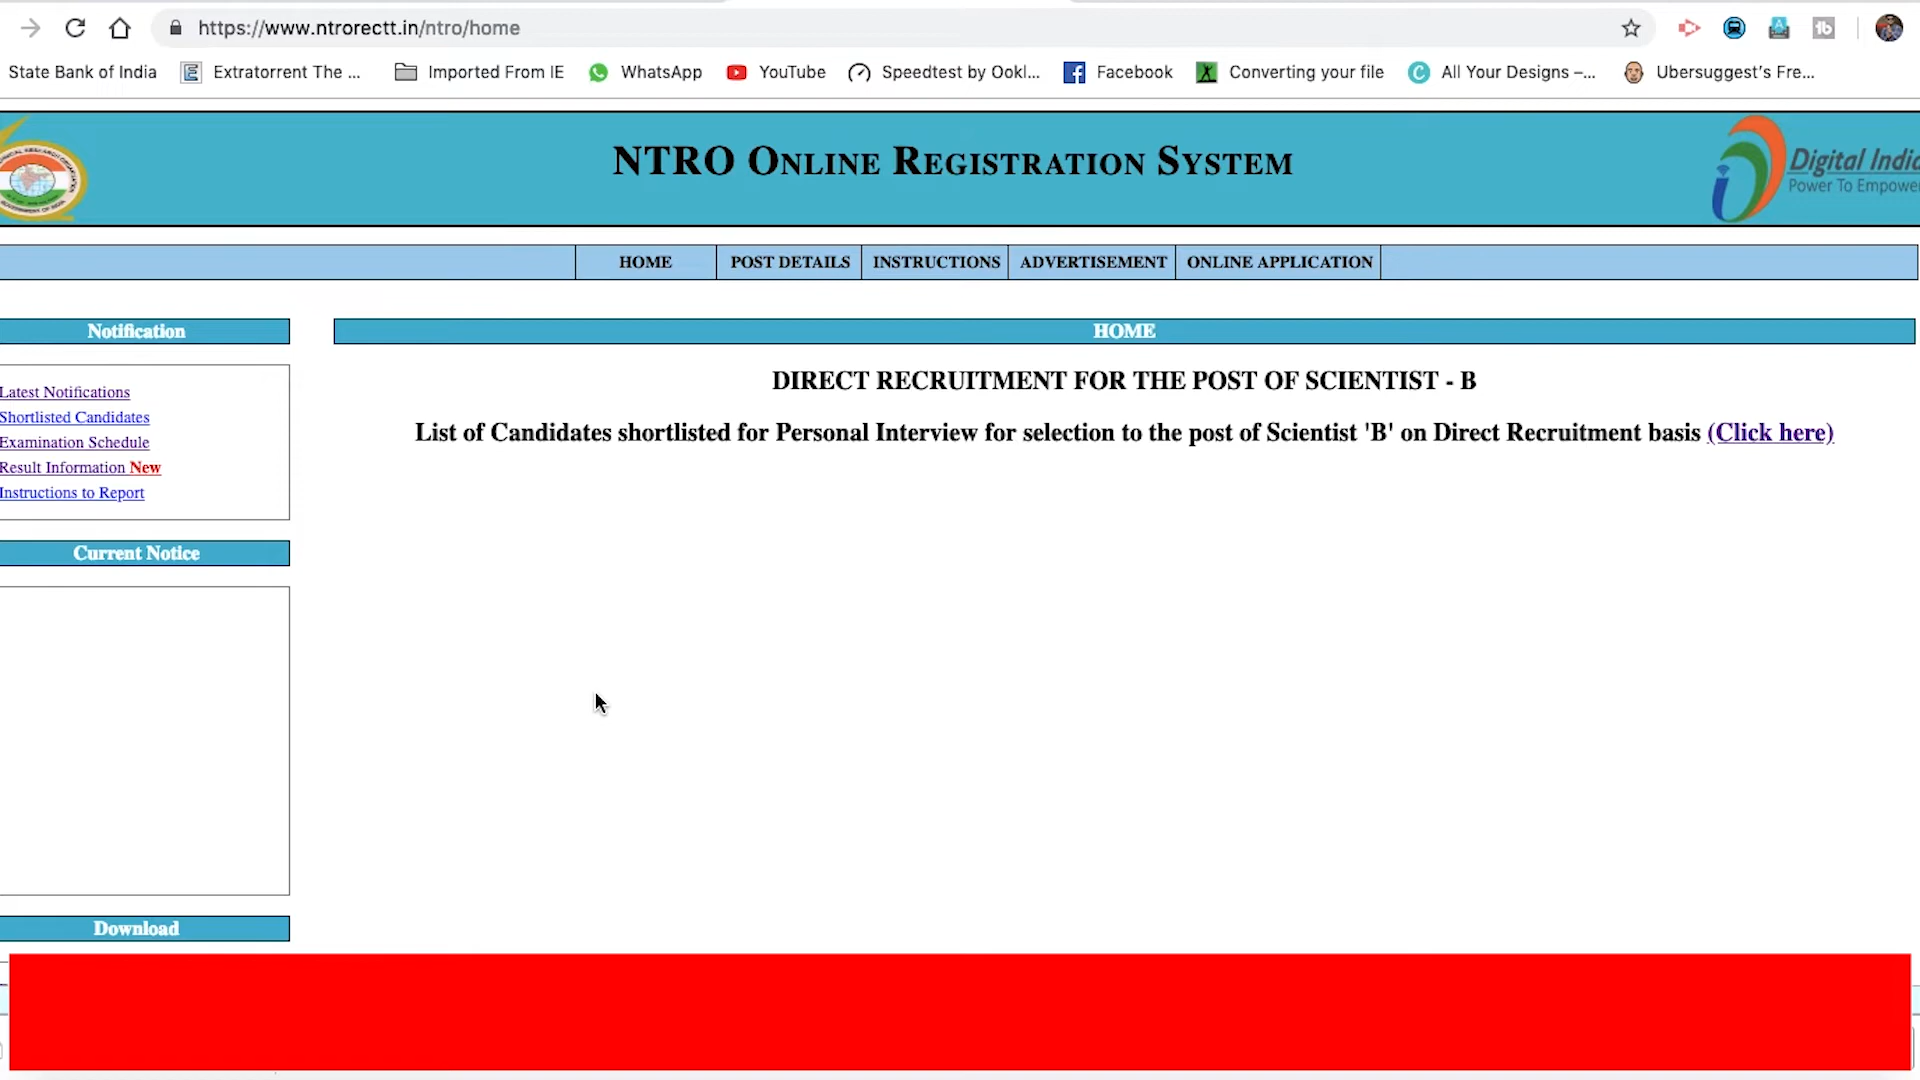 https://www.ntrorectt.in/ntro/home
State Bank of India Extratorrent The ... Imported From IE WhatsApp YouTube Speedtest by Ookl... Facebook Converting your file All Your Designs –... Ubersuggest's Fre...
NTRO ONLINE REGISTRATION SYSTEM
Digital Indi
Power To Empower
HOME POST DETAILS INSTRUCTIONS ADVERTISEMENT ONLINE APPLICATION
Notification
HOME
Latest Notifications
Shortlisted Candidates
Examination Schedule
Result Information New
Instructions to Report
DIRECT RECRUITMENT FOR THE POST OF SCIENTIST - B
List of Candidates shortlisted for Personal Interview for selection to the post of Scientist 'B' on Direct Recruitment basis (Click here)
Current Notice
Download